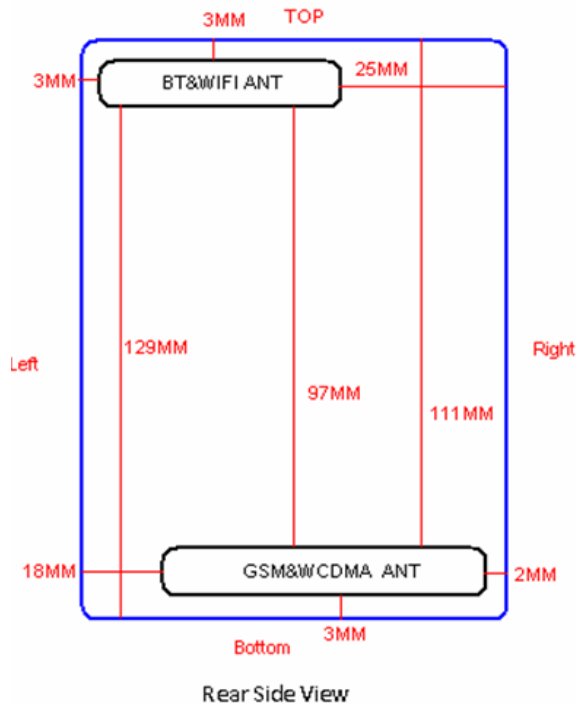 3MM
TOP
3MM
BT&WIFI ANT
25MM
129MM
Left
Right
97MM
111MM
18MM
GSM&WCDMA ANT
2MM
3MM
Bottom
Rear Side View